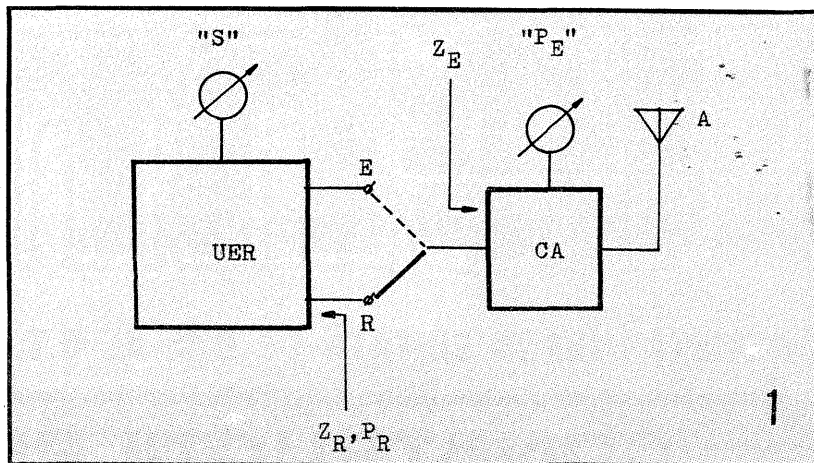 "S"
"P_E"
Z_E
A
E
UER
CA
R
Z_R, P_R
1